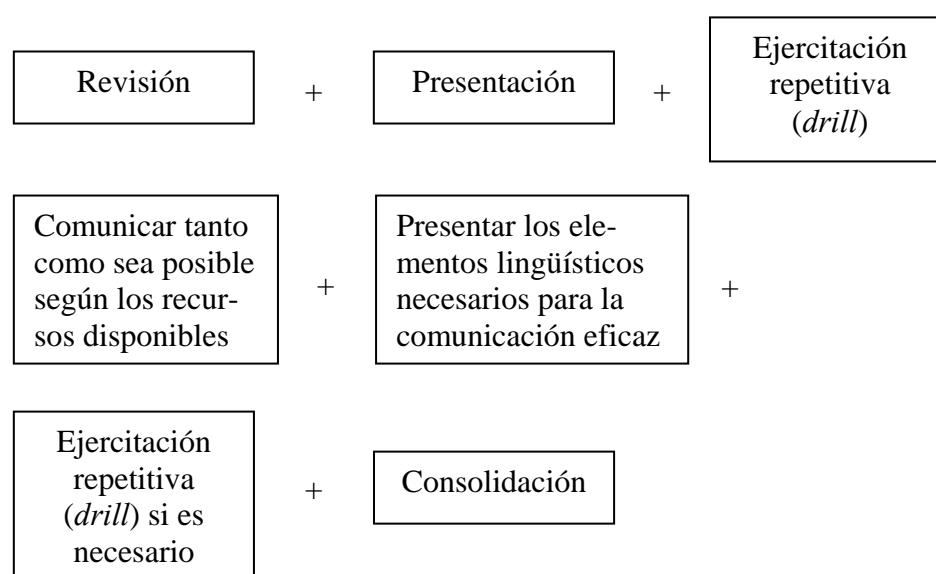 Revisión
+
Presentación
+
Ejercitación
repetitiva
(drill)
Comunicar tanto
como sea posible
según los recur-
sos disponibles
+
Presentar los ele-
mentos lingüísticos
necesarios para la
comunicación eficaz
+
Ejercitación
repetitiva
(drill) si es
necesario
+
Consolidación